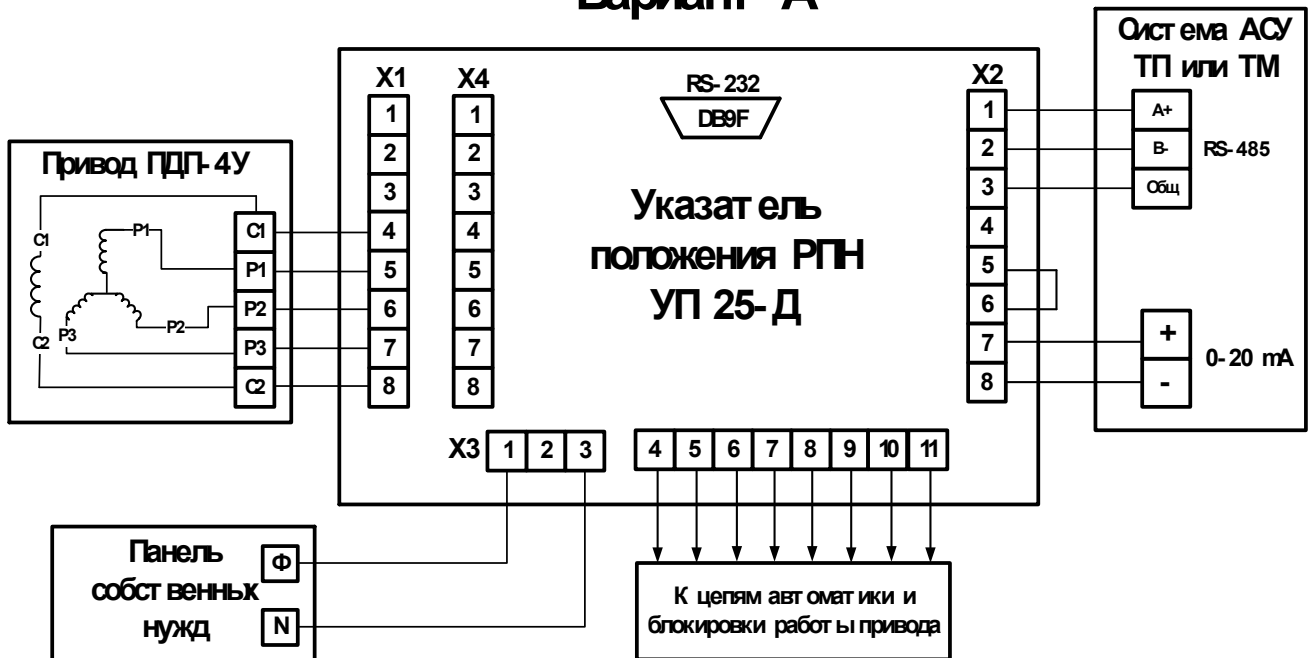 Вариант А
Система АСУ
ТП или ТМ
X1
X4
RS-232
DB9F
X2
1
2
3
4
5
6
7
8
1
2
3
4
5
6
7
8
1
2
3
4
5
6
7
8
A+
B-
Общ
RS-485
+
-
0-20 mA
Привод ПДП-4У
C1
P1
P2
P3
C2
C1
P1
P2
P3
C2
Указатель
положения РПН
УП 25-Д
X3
1
2
3
4
5
6
7
8
9
10
11
Панель
собственных
нужд
Ф
N
К цепям автоматики и
блокировки работы привода